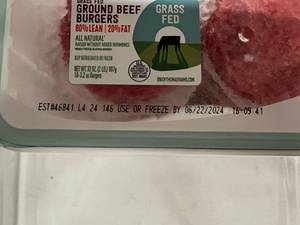 GRASS FED
GROUND BEEF
BURGERS
80% LEAN | 20% FAT
ALL NATURAL*
RAISED WITHOUT ADDED HORMONES
KEEP REFRIGERATED OR FROZEN
NET WT. 32 OZ. (2 LB.) 907g
GRASS
FED
EST#46841 L4 24 146 USE OR FREEZE BY 06/22/2024 16:09 41